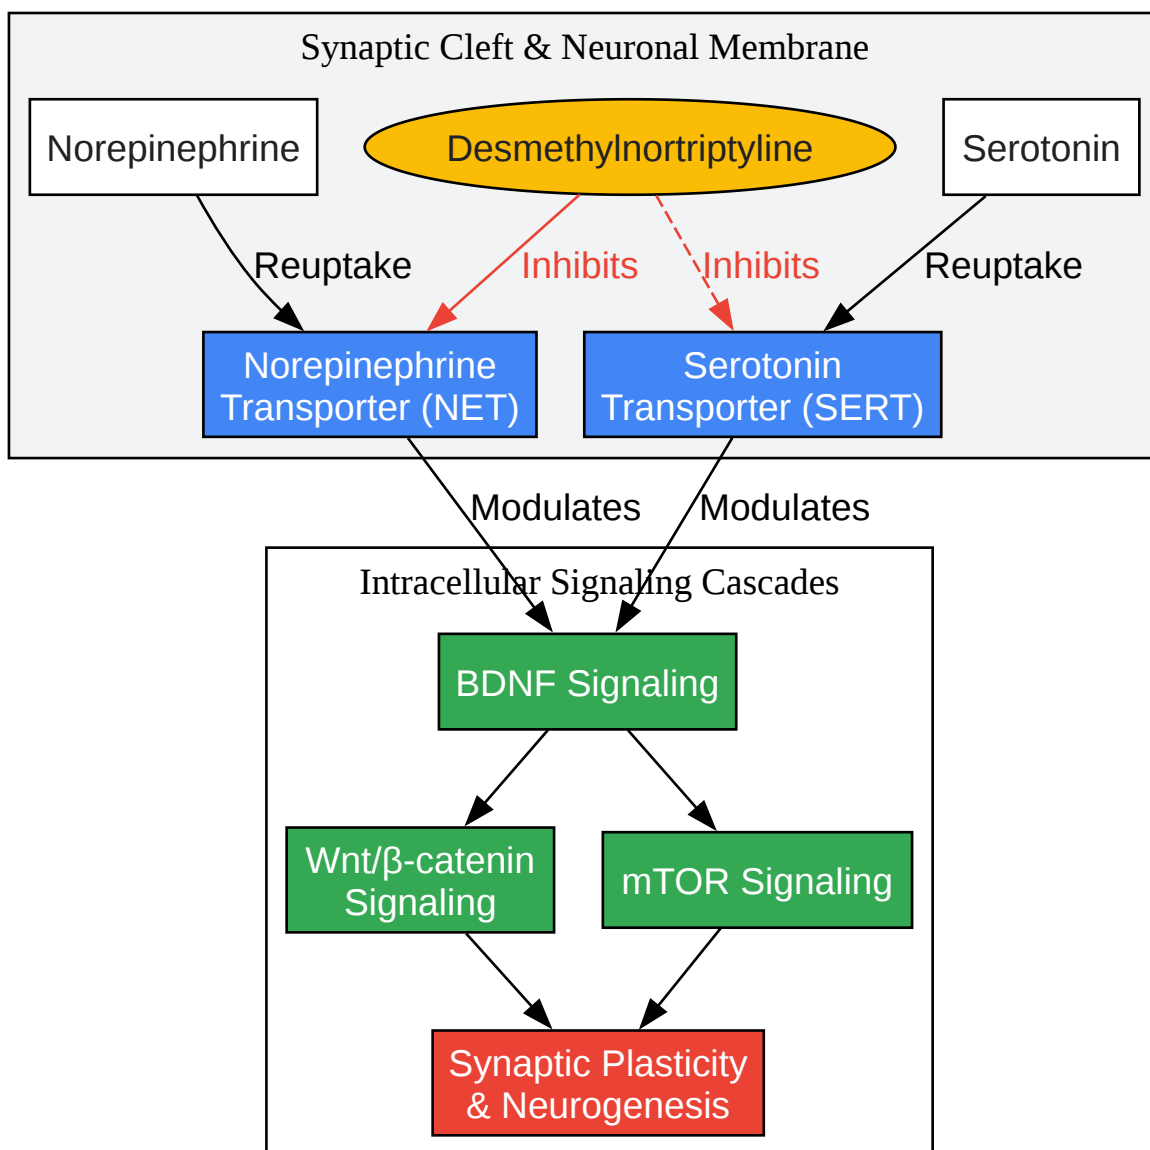 Synaptic Cleft & Neuronal Membrane
Norepinephrine
Desmethylnortriptyline
Serotonin
Reuptake
Inhibits
Inhibits
Reuptake
Norepinephrine
Transporter (NET)
Serotonin
Transporter (SERT)
Modulates
Modulates
Intracellular Signaling Cascades
BDNF Signaling
Wnt/β-catenin
Signaling
mTOR Signaling
Synaptic Plasticity
& Neurogenesis